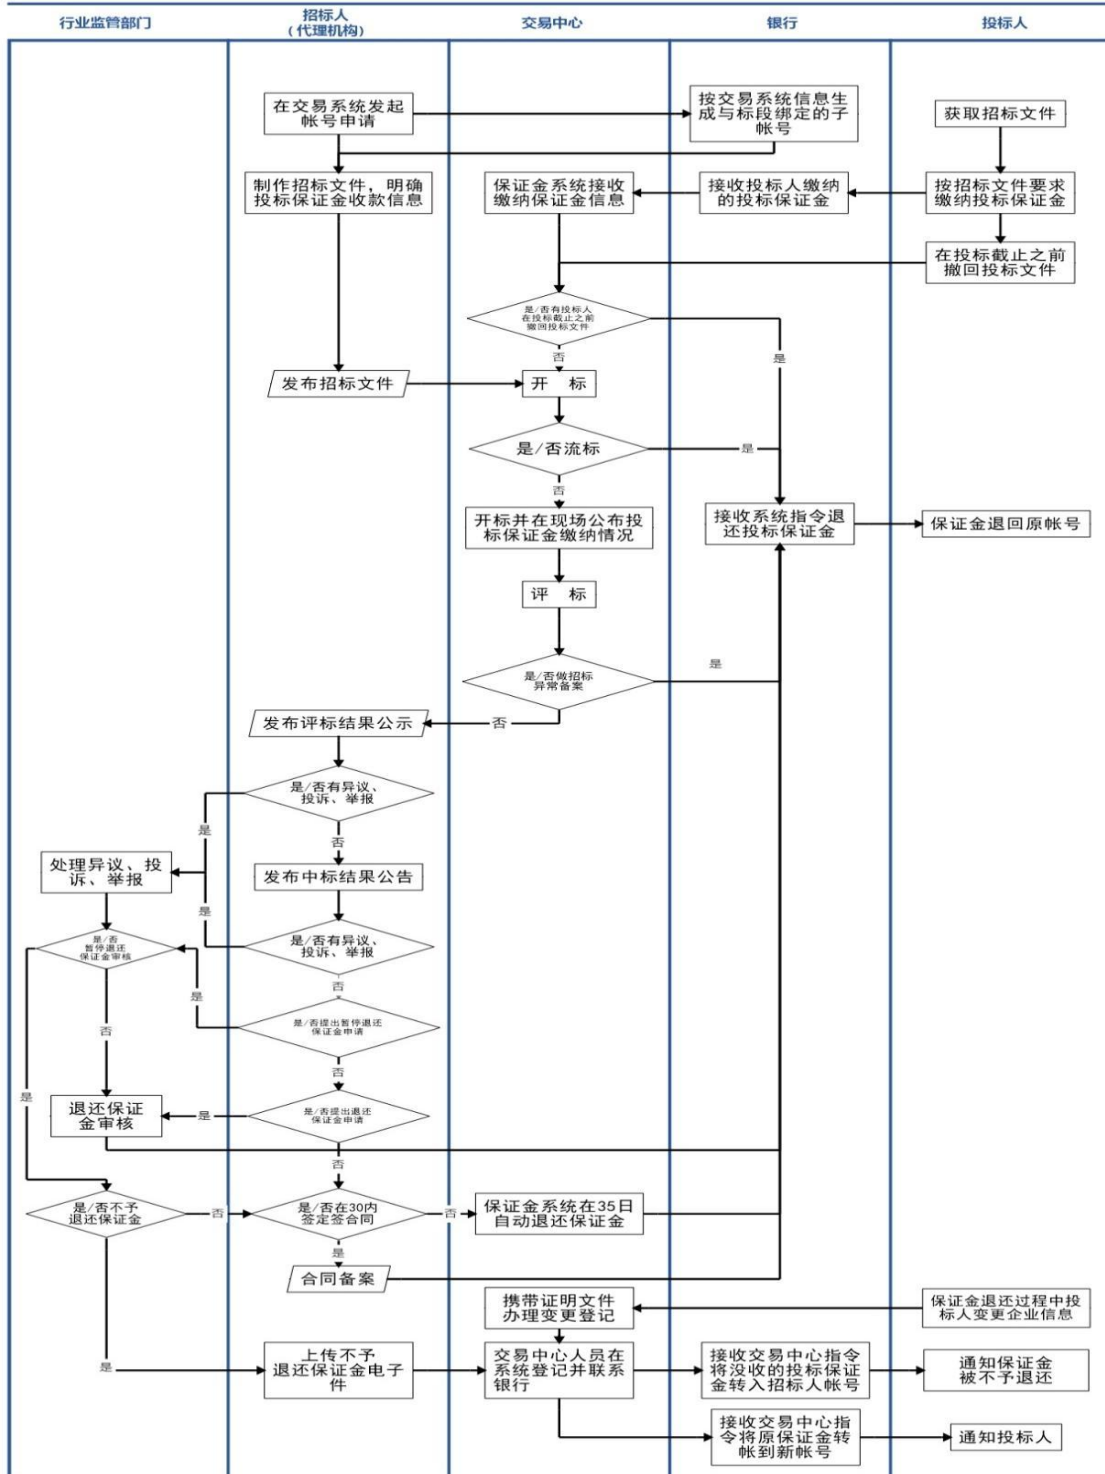 行业监管部门
招标人
(代理机构)
交易中心
银行
投标人
在交易系统发起
帐号申请
按交易系统信息生
成与标段绑定的子
帐号
获取招标文件
制作招标文件，明确
投标保证金收款信息
保证金系统接收
缴纳保证金信息
接收投标人缴纳
的投标保证金
按招标文件要求
缴纳投标保证金
在投标截止之前
撤回投标文件
是/否有投标人
在投标截止之前
撤回投标文件
是
否
发布招标文件
开 标
是/否流标
是
否
开标并在现场公布投
标保证金缴纳情况
接收系统指令退
还投标保证金
保证金退回原帐号
评 标
是/否做招标
异常备案
是
发布评标结果公示
否
是/否有异议、
投诉、举报
是
否
处理异议、投
诉、举报
发布中标结果公告
是
是/否
暂停退还
保证金审核
是/否有异议、
投诉、举报
否
是
是/否提出暂停退还
保证金申请
否
否
是
退还保证
金审核
是
是/否提出退还
保证金申请
否
是/否不予
退还保证金
否
是/否在30内
签定签合同
否
保证金系统在35日
自动退还保证金
是
合同备案
携带证明文件
办理变更登记
保证金退还过程中投
标人变更企业信息
是
上传不予
退还保证金电子
件
交易中心人员在
系统登记并联系
银行
接收交易中心指令
将没收的投标保证
金转入招标人帐号
通知保证金
被不予退还
接收交易中心指
令将原保证金转
帐到新帐号
通知投标人